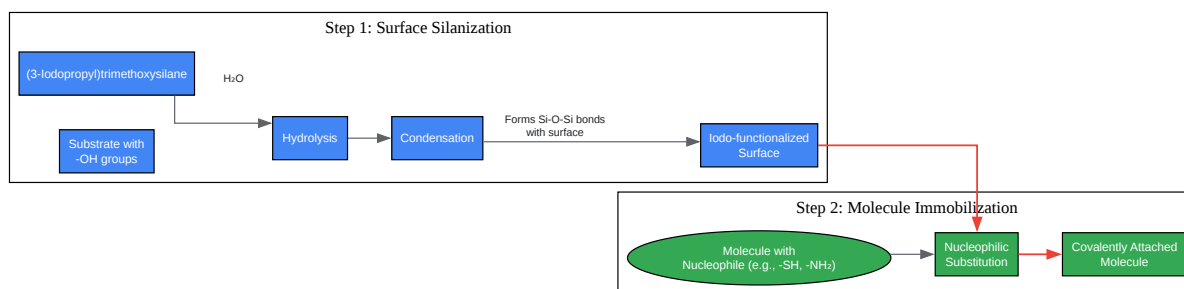 Step 1: Surface Silanization
(3-Iodopropyl)trimethoxysilane
H₂O
Substrate with
-OH groups
Hydrolysis
Condensation
Forms Si-O-Si bonds
with surface
Iodo-functionalized
Surface
Step 2: Molecule Immobilization
Molecule with
Nucleophile (e.g., -SH, -NH₂)
Nucleophilic
Substitution
Covalently Attached
Molecule